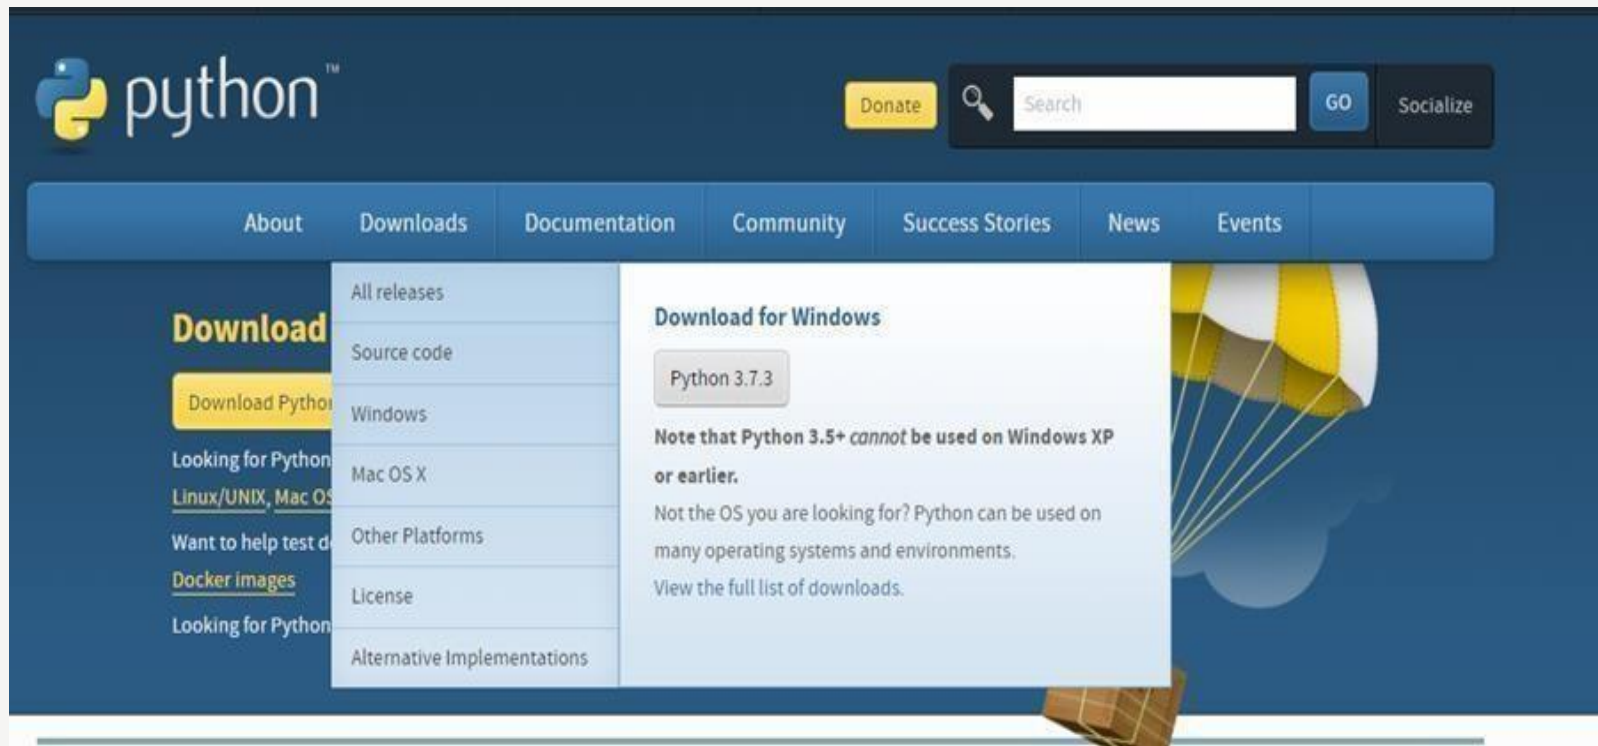 python™
Donate
Search
GO
Socialize
About
Downloads
Documentation
Community
Success Stories
News
Events
Download
Download Pytho
Looking for Python
Linux/UNIX, Mac OS
Want to help test d
Docker images
Looking for Python
All releases
Source code
Windows
Mac OS X
Other Platforms
License
Alternative Implementations
Download for Windows
Python 3.7.3
Note that Python 3.5+ cannot be used on Windows XP
or earlier.
Not the OS you are looking for? Python can be used on
many operating systems and environments.
View the full list of downloads.